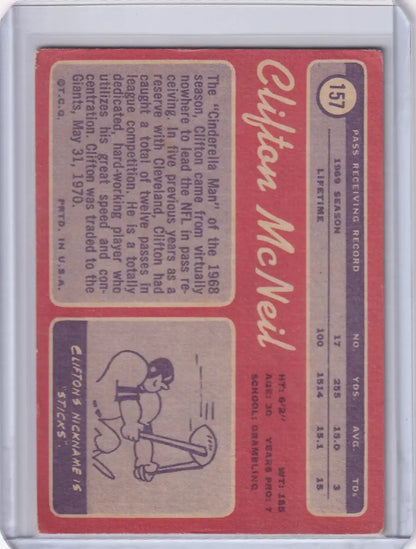 157
PASS RECEIVING RECORD NO. YDS. AVG. TDs
1969 SEASON 17 255 15.0 3
LIFETIME 100 1514 15.1 15
Clifton McNeil
HT: 6'2" WT: 185
AGE: 30 YEARS PRO: 7
SCHOOL: GRAMBLING
The "Cinderella Man" of the 1968
season, Clifton came from virtually
nowhere to lead the NFL in pass re-
ceiving. In five previous years as a
reserve with Cleveland, Clifton had
caught a total of twelve passes in
league competition. He is a totally
dedicated, hard-working player who
utilizes his great speed and con-
centration. Clifton was traded to the
Giants, May 31, 1970.
©T.C.G. PRTD. IN U.S.A.
CLIFTON'S NICKNAME IS
"STICKS".